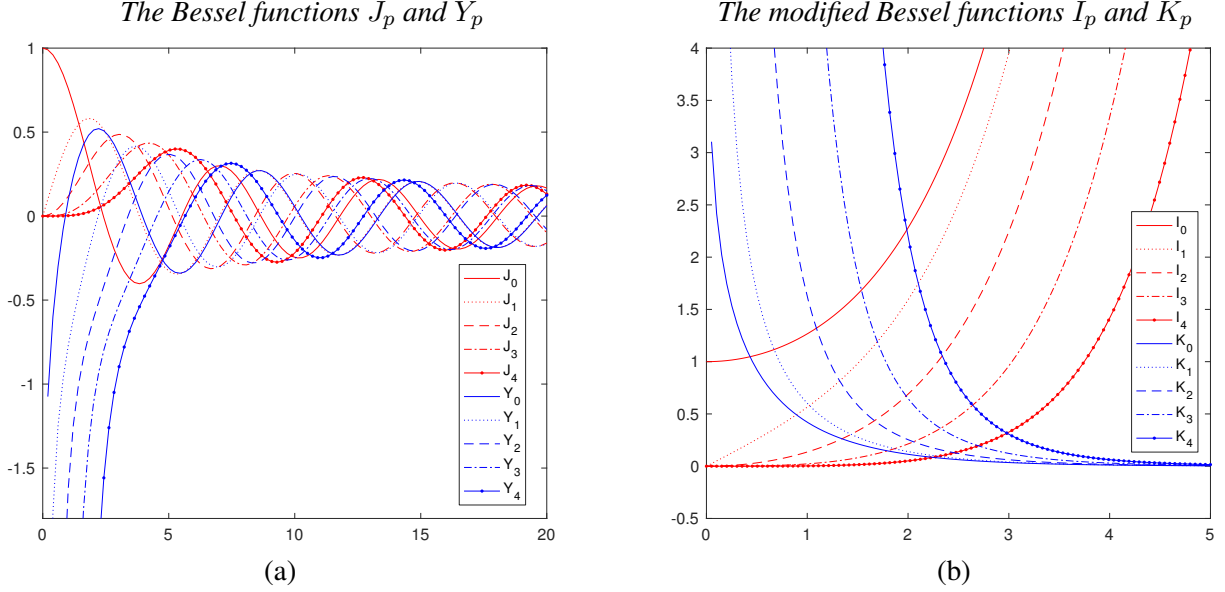 The Bessel functions J_p and Y_p
1
0.5
0
-0.5
-1
-1.5
0
5
10
15
20
J_0
J_1
J_2
J_3
J_4
Y_0
Y_1
Y_2
Y_3
Y_4
(a)
The modified Bessel functions I_p and K_p
4
3.5
3
2.5
2
1.5
1
0.5
0
-0.5
0
1
2
3
4
5
I_0
I_1
I_2
I_3
I_4
K_0
K_1
K_2
K_3
K_4
(b)